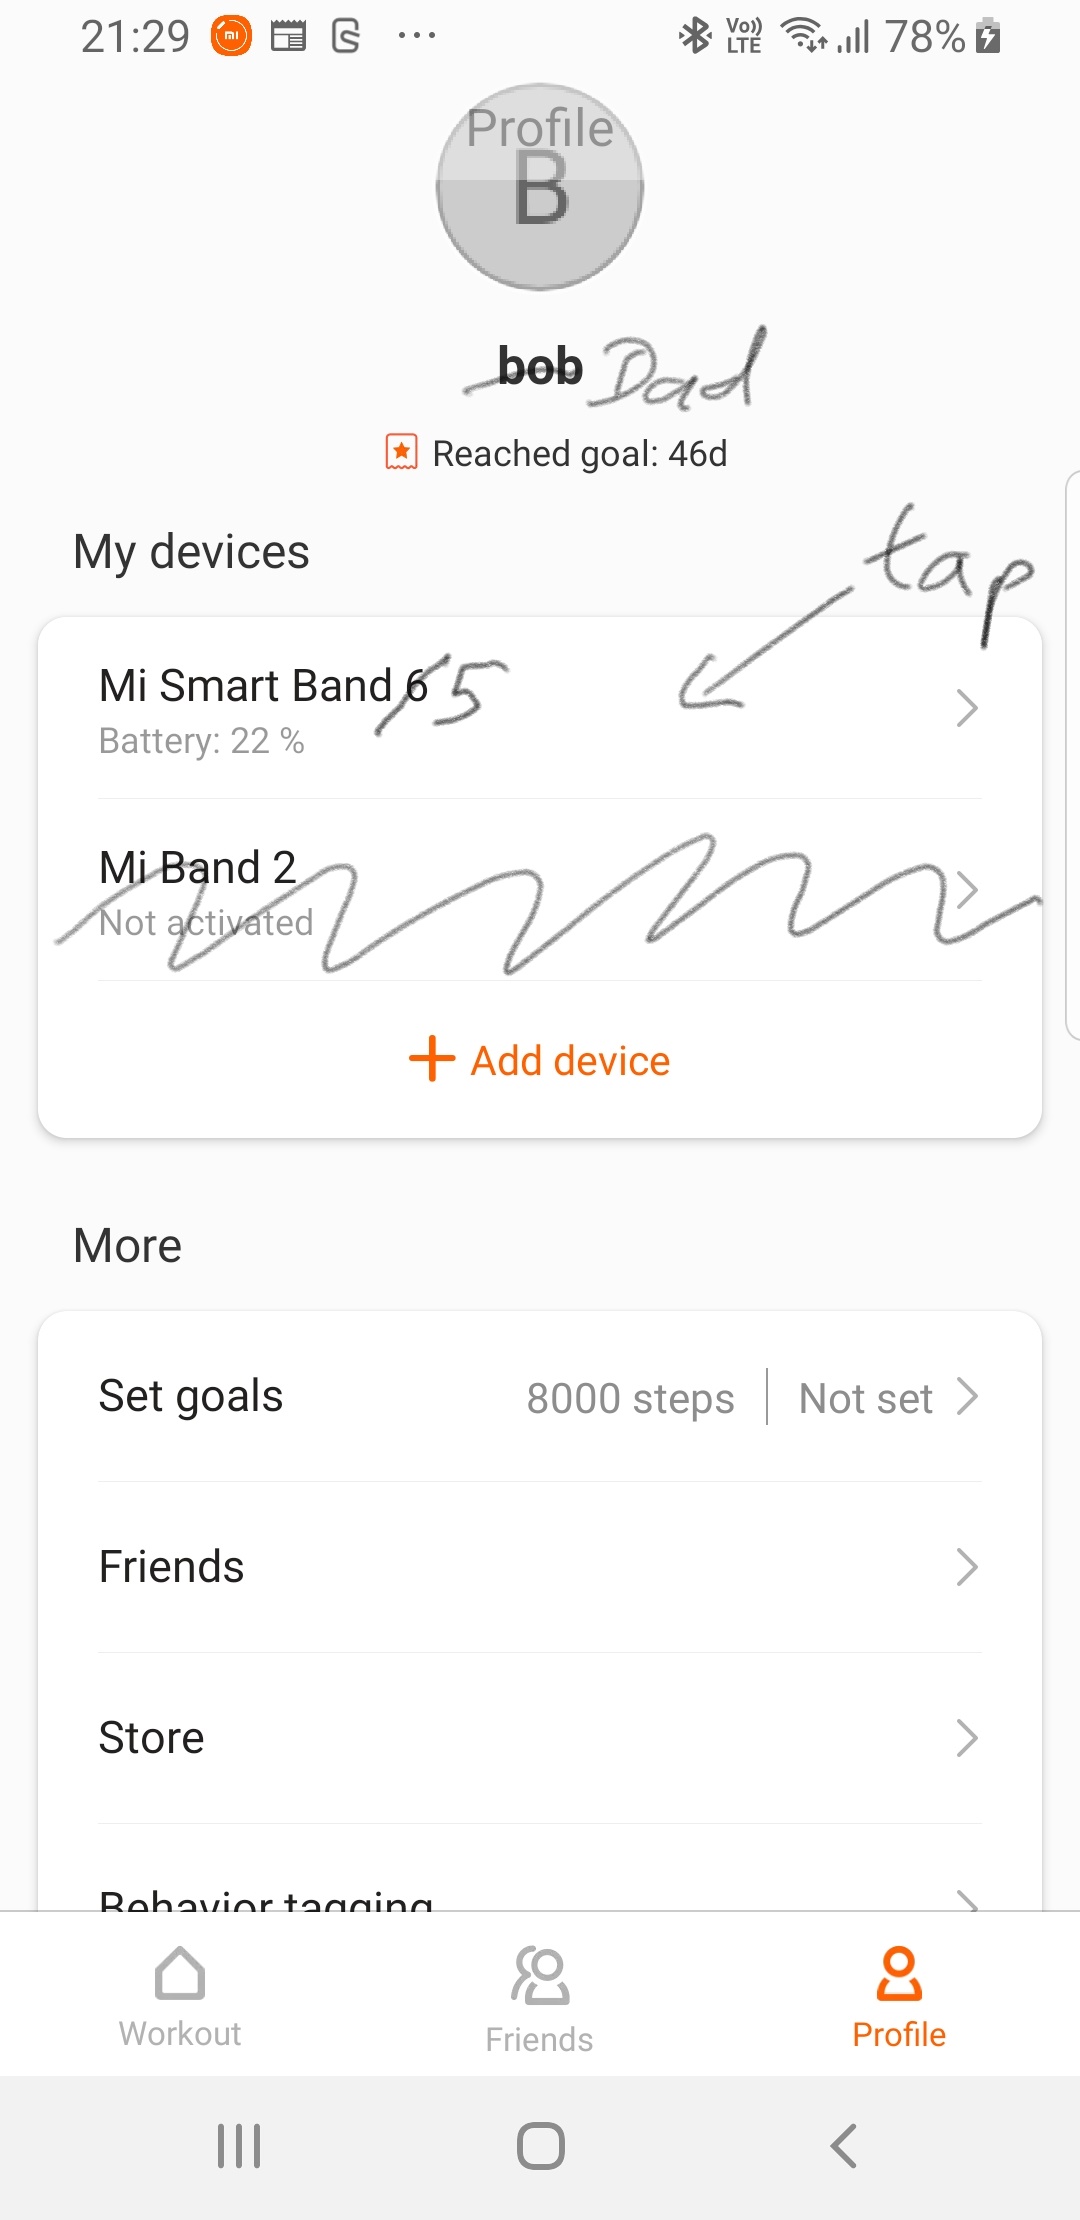 21:29 Vo)) LTE 78%
Profile
B
bob Dad
Reached goal: 46d
tap
My devices
Mi Smart Band 6 5
Battery: 22 %
Mi Band 2
Not activated
Add device
More
Set goals 8000 steps Not set
Friends
Store
Behavior tagging
Workout Friends Profile